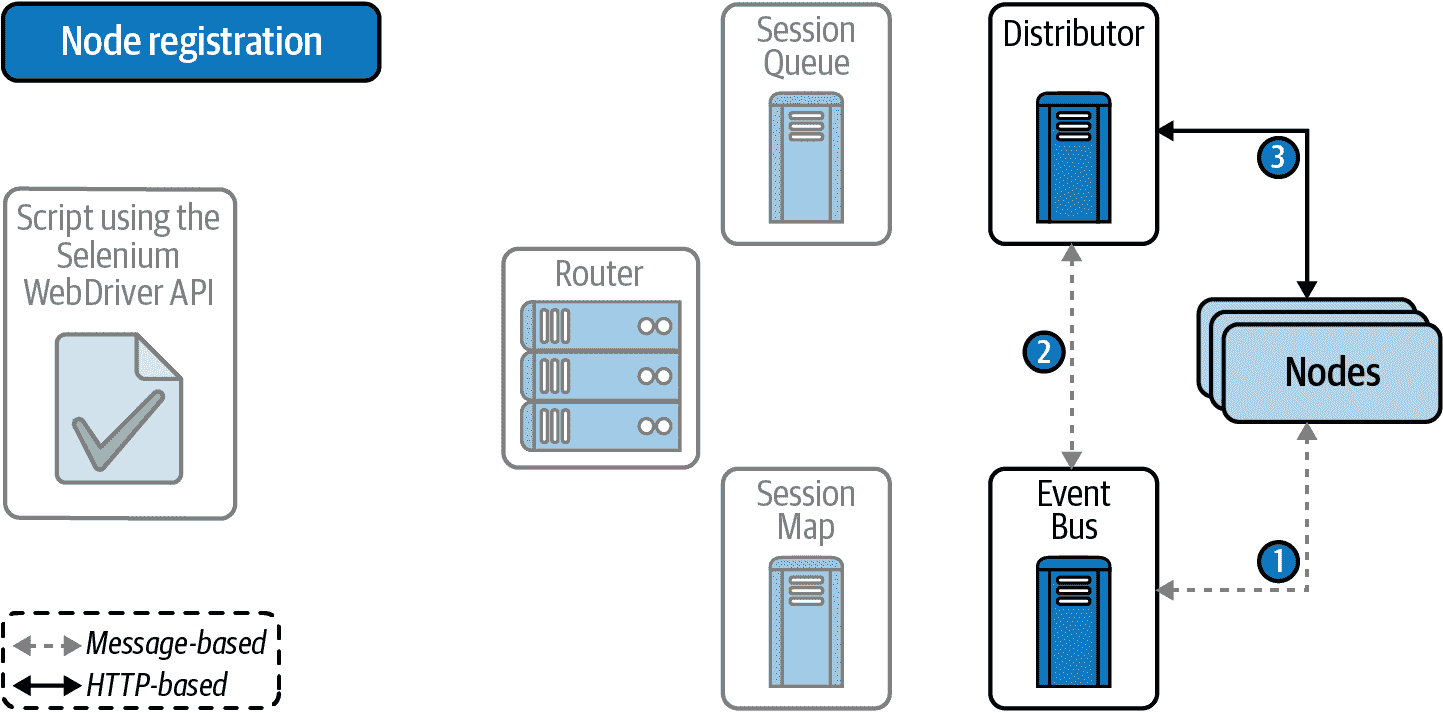 Node registration
Session
Queue
Distributor
3
Script using the
Selenium
WebDriver API
Router
2
Nodes
Session
Map
Event
Bus
1
Message-based
HTTP-based